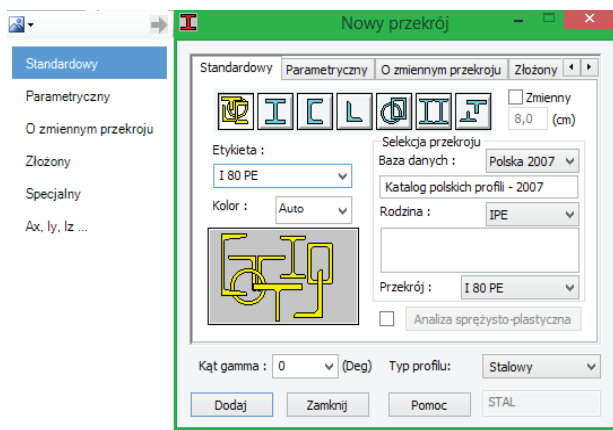 Nowy przekrój
Standardowy
Parametryczny
O zmiennym przekroju
Złożony
Specjalny
Ax, Iy, Iz ...
Standardowy Parametryczny O zmiennym przekroju Złożony
Zmienny
8,0 (cm)
Etykieta :
I 80 PE
Kolor : Auto
Selekcja przekroju
Baza danych : Polska 2007
Katalog polskich profili - 2007
Rodzina : IPE
Przekrój : I 80 PE
Analiza sprężysto-plastyczna
Kąt gamma : 0 (Deg) Typ profilu: Stalowy
Dodaj Zamknij Pomoc STAL